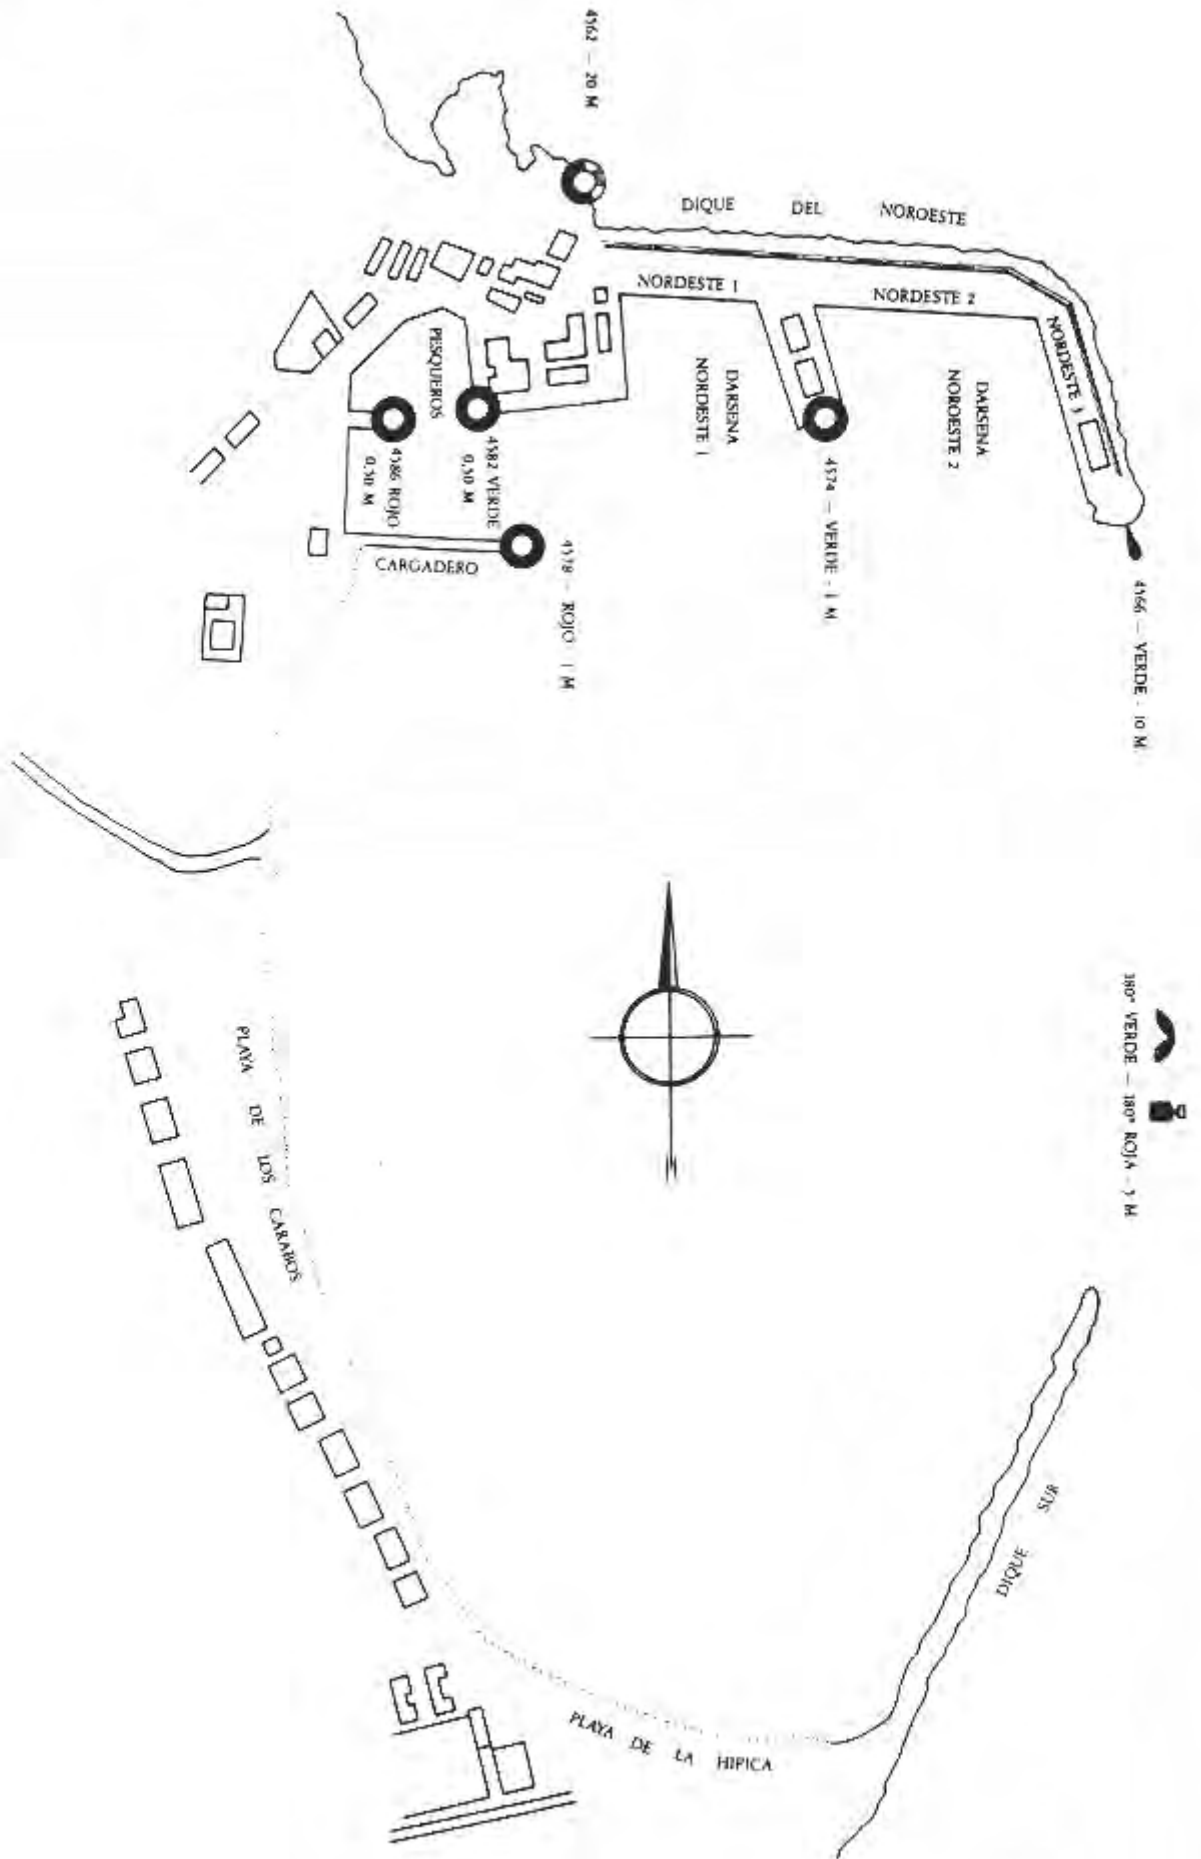 4562 — 20 M
DIQUE DEL NOROESTE
NORDESTE 1
NORDESTE 2
NORDESTE 3
PESQUEROS
DARSENA
NORDESTE 1
DARSENA
NOROESTE 2
4582 VERDE
0,50 M
4586 ROJO
0,50 M
4574 — VERDE - 1 M
4578 — ROJO - 1 M
CARGADERO
4566 — VERDE - 10 M
180° VERDE — 180° ROJA - M
N
PLAYA DE LOS CARABOS
DIQUE SUR
PLAYA DE LA HIPICA